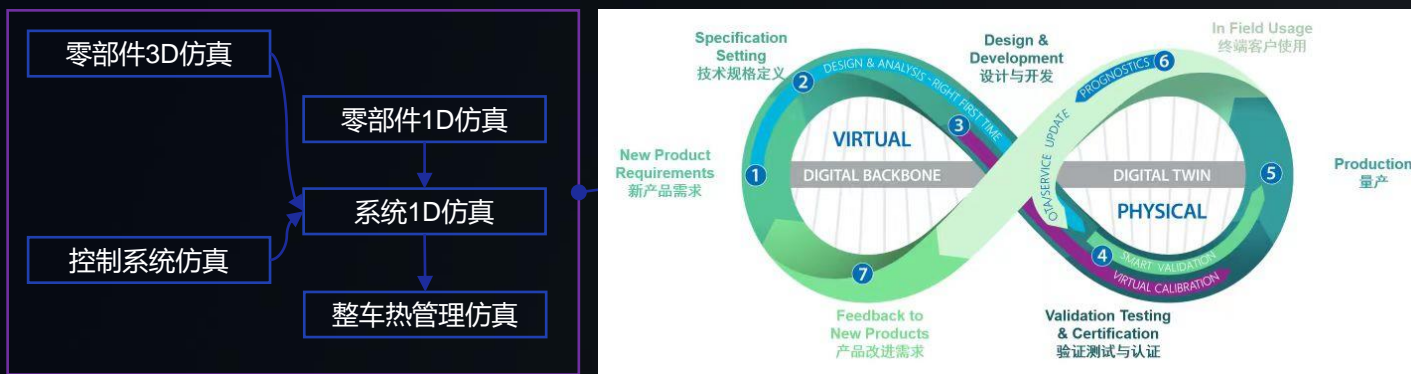 零部件3D仿真
零部件1D仿真
系统1D仿真
控制系统仿真
整车热管理仿真
Specification
Setting
技术规格定义
Design &
Development
设计与开发
In Field Usage
终端客户使用
New Product
Requirements
新产品需求
Production
量产
Feedback to
New Products
产品改进需求
Validation Testing
& Certification
验证测试与认证
1
2
3
4
5
6
7
DESIGN & ANALYSIS - RIGHT FIRST TIME
PROGNOSTICS
OTA/SERVICE UPDATE
SMART VALIDATION
VIRTUAL CALIBRATION
VIRTUAL
DIGITAL BACKBONE
DIGITAL TWIN
PHYSICAL